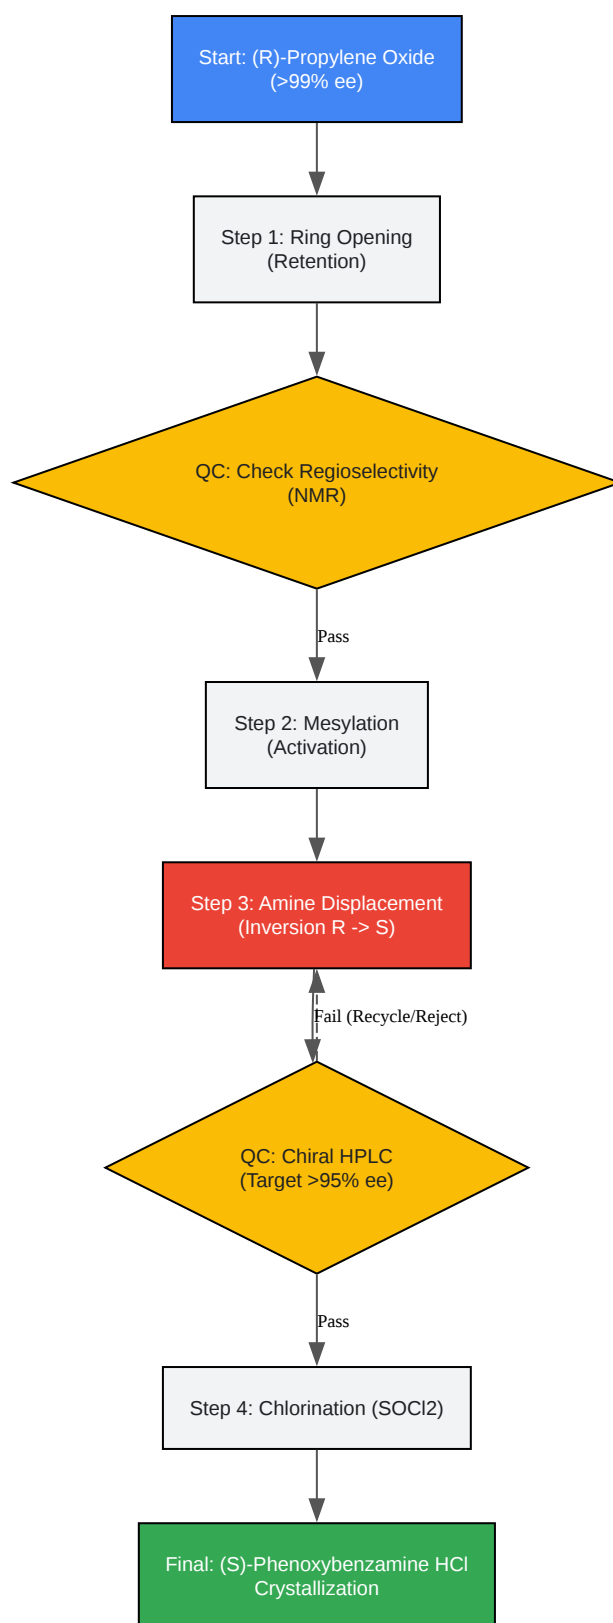 Start: (R)-Propylene Oxide
(>99% ee)
Step 1: Ring Opening
(Retention)
QC: Check Regioselectivity
(NMR)
Pass
Step 2: Mesylation
(Activation)
Step 3: Amine Displacement
(Inversion R -> S)
Fail (Recycle/Reject)
QC: Chiral HPLC
(Target >95% ee)
Pass
Step 4: Chlorination (SOCl2)
Final: (S)-Phenoxybenzamine HCl
Crystallization